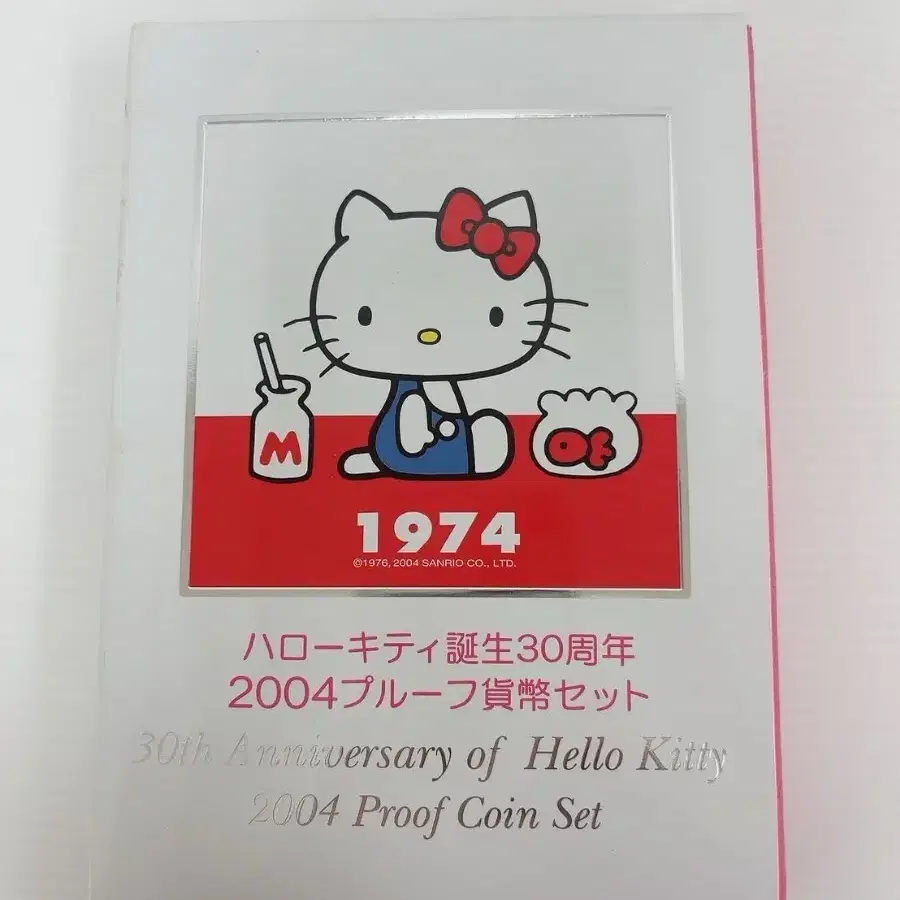 M
1974
©1976, 2004 SANRIO CO., LTD.
ハローキティ誕生30周年
2004プルーフ貨幣セット
30th Anniversary of Hello Kitty
2004 Proof Coin Set